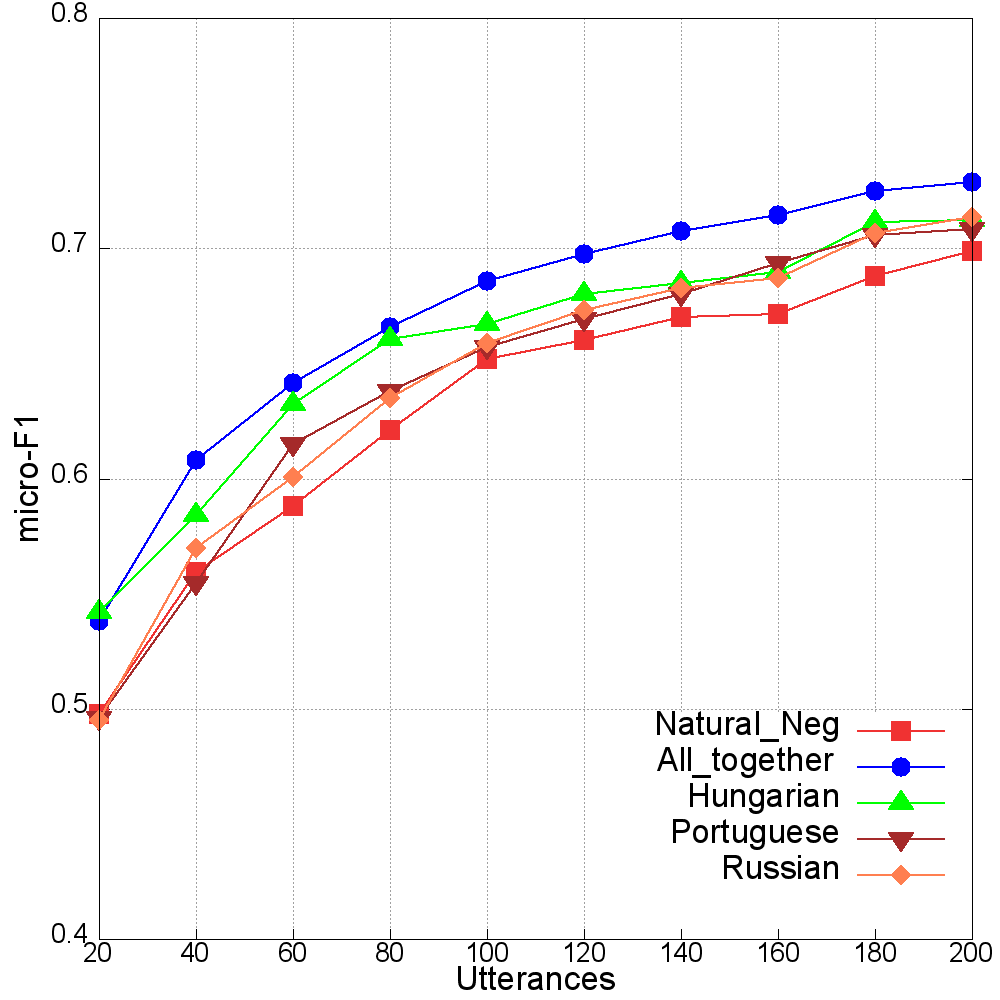 0.8
0.7
0.6
0.5
0.4
micro-F1
Natural_Neg
All_together
Hungarian
Portuguese
Russian
20 40 60 80 100 120 140 160 180 200
Utterances